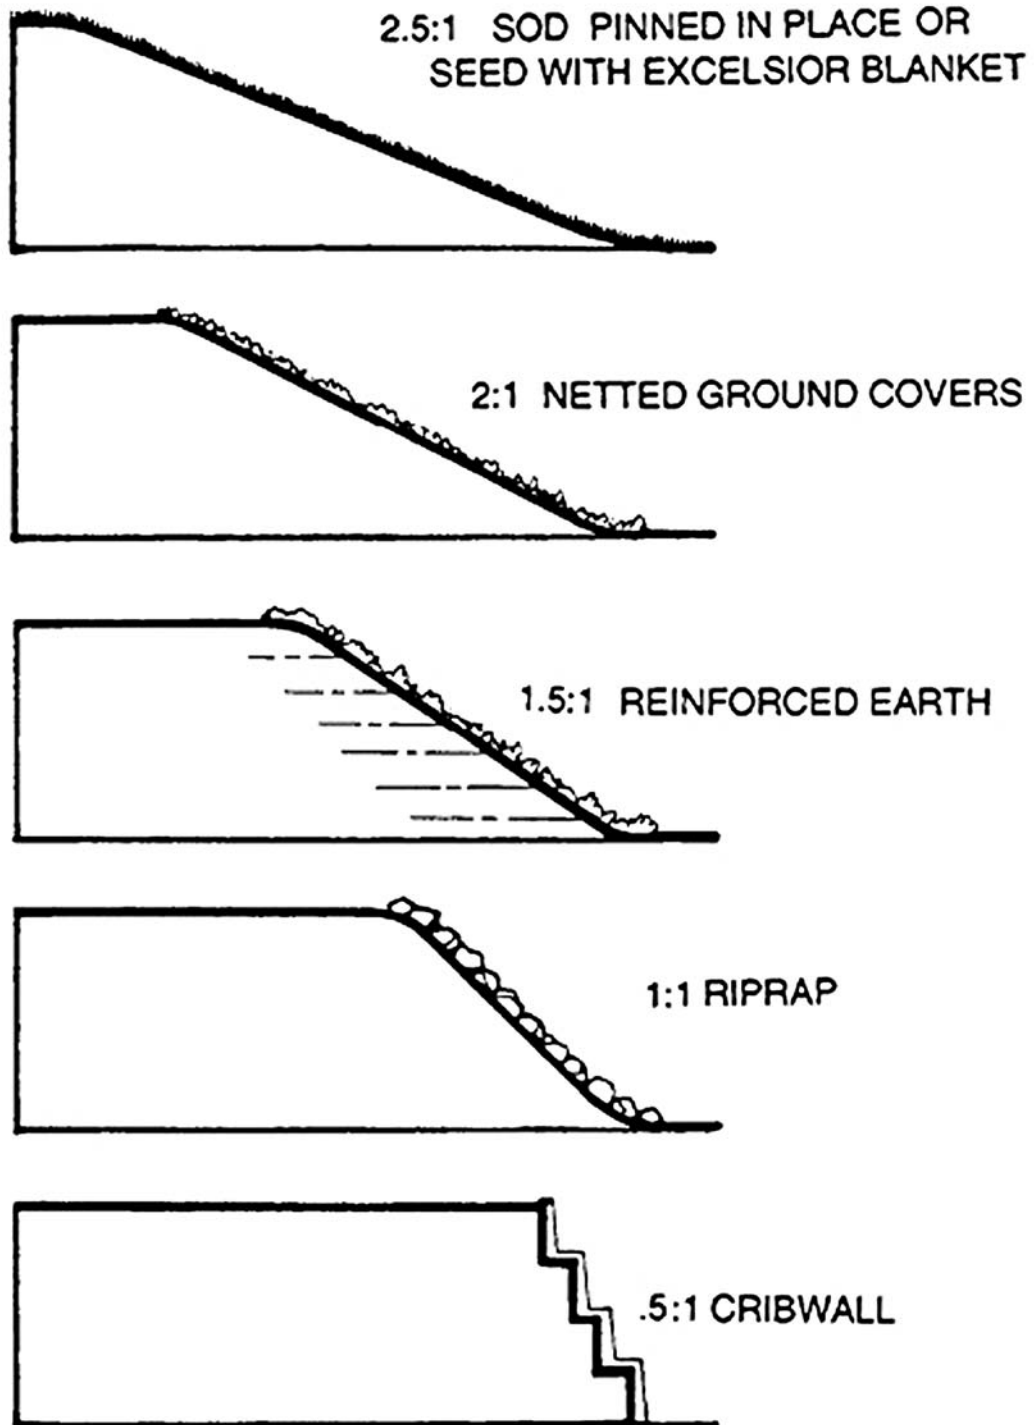 2.5:1 SOD PINNED IN PLACE OR
SEED WITH EXCELSIOR BLANKET
2:1 NETTED GROUND COVERS
1.5:1 REINFORCED EARTH
1:1 RIPRAP
.5:1 CRIBWALL